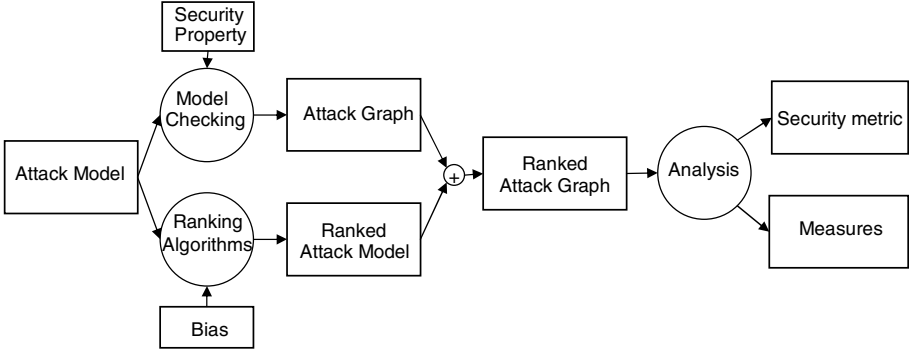 Security
Property
Model
Checking
Attack Graph
Attack Model
+
Ranked
Attack Graph
Analysis
Security metric
Ranking
Algorithms
Ranked
Attack Model
Measures
Bias